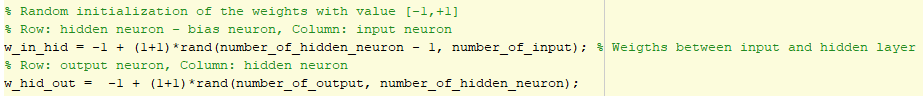 % Random initialization of the weights with value [-1,+1]
% Row: hidden neuron - bias neuron, Column: input neuron
w_in_hid = -1 + (1+1)*rand(number_of_hidden_neuron - 1, number_of_input); % Weigths between input and hidden layer
% Row: output neuron, Column: hidden neuron
w_hid_out =  -1 + (1+1)*rand(number_of_output, number_of_hidden_neuron);